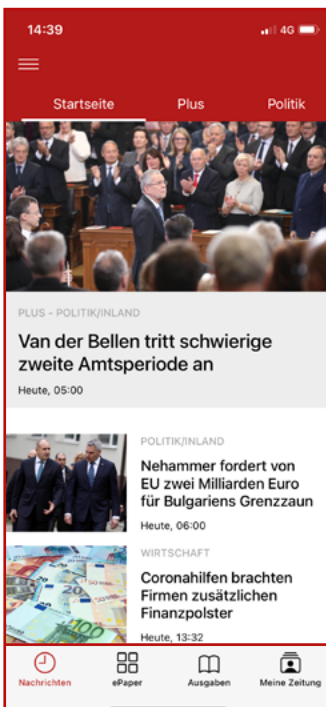 14:39
4G
Startseite
Plus
Politik
PLUS - POLITIK/INLAND
Van der Bellen tritt schwierige
zweite Amtsperiode an
Heute, 05:00
POLITIK/INLAND
Nehammer fordert von
EU zwei Milliarden Euro
für Bulgariens Grenzzaun
Heute, 06:00
WIRTSCHAFT
Coronahilfen brachten
Firmen zusätzlichen
Finanzpolster
Heute, 13:32
100
Nachrichten
ePaper
Ausgaben
Meine Zeitung